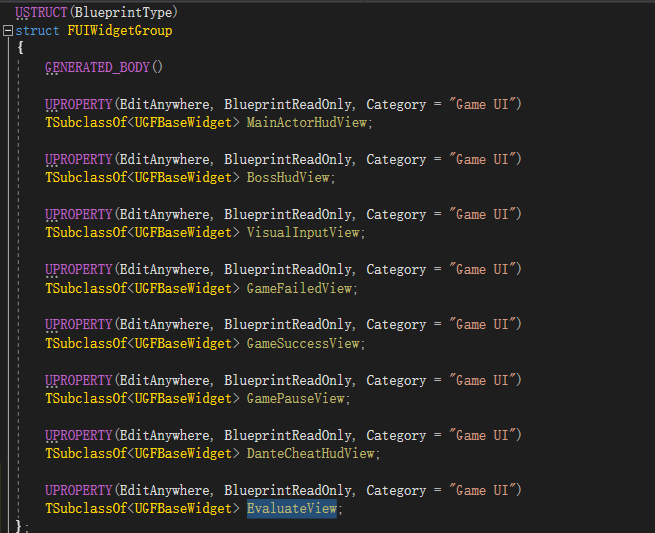 USTRUCT(BlueprintType)
struct FUIWidgetGroup
{
GENERATED_BODY()
UPROPERTY(EditAnywhere, BlueprintReadOnly, Category = "Game UI")
TSubclassOf<UGFBaseWidget> MainActorHudView;
UPROPERTY(EditAnywhere, BlueprintReadOnly, Category = "Game UI")
TSubclassOf<UGFBaseWidget> BossHudView;
UPROPERTY(EditAnywhere, BlueprintReadOnly, Category = "Game UI")
TSubclassOf<UGFBaseWidget> VisualInputView;
UPROPERTY(EditAnywhere, BlueprintReadOnly, Category = "Game UI")
TSubclassOf<UGFBaseWidget> GameFailedView;
UPROPERTY(EditAnywhere, BlueprintReadOnly, Category = "Game UI")
TSubclassOf<UGFBaseWidget> GameSuccessView;
UPROPERTY(EditAnywhere, BlueprintReadOnly, Category = "Game UI")
TSubclassOf<UGFBaseWidget> GamePauseView;
UPROPERTY(EditAnywhere, BlueprintReadOnly, Category = "Game UI")
TSubclassOf<UGFBaseWidget> DanteCheatHudView;
UPROPERTY(EditAnywhere, BlueprintReadOnly, Category = "Game UI")
TSubclassOf<UGFBaseWidget> EvaluateView;
};